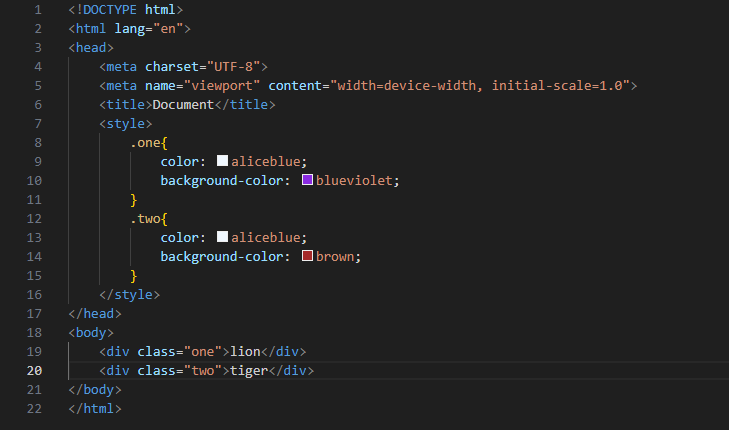 1 <!DOCTYPE html>
2 <html lang="en">
3 <head>
4     <meta charset="UTF-8">
5     <meta name="viewport" content="width=device-width, initial-scale=1.0">
6     <title>Document</title>
7     <style>
8         .one{
9             color: aliceblue;
10             background-color: blueviolet;
11         }
12         .two{
13             color: aliceblue;
14             background-color: brown;
15         }
16     </style>
17 </head>
18 <body>
19     <div class="one">lion</div>
20     <div class="two">tiger</div>
21 </body>
22 </html>